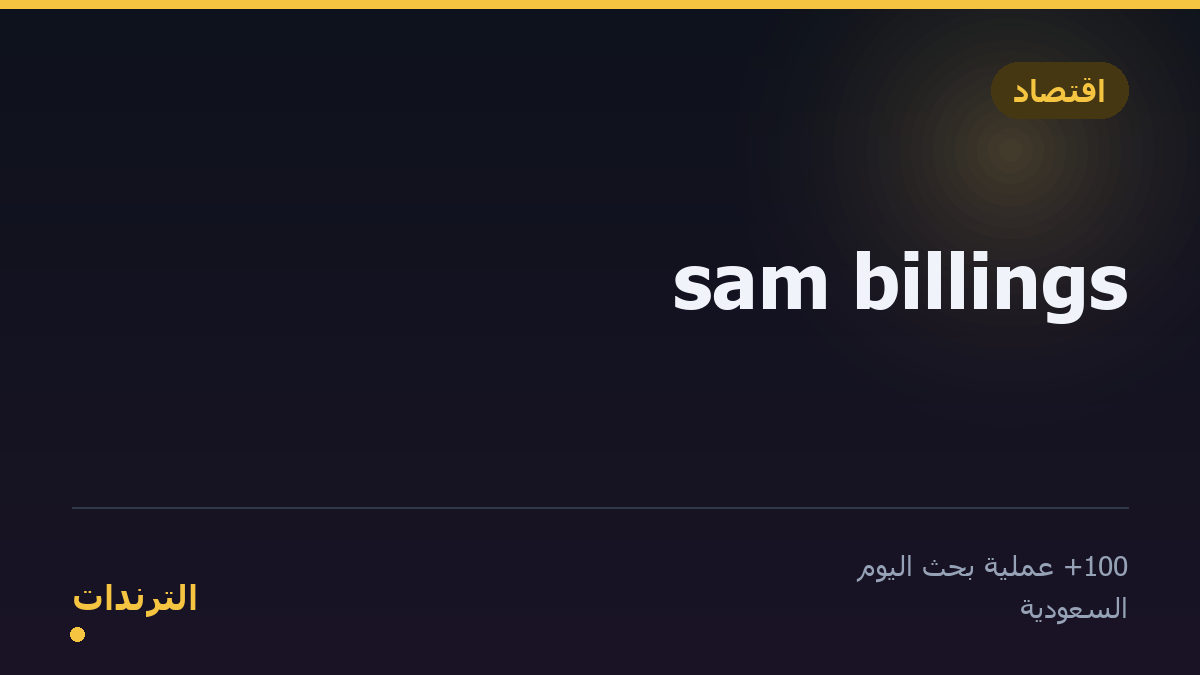 اقتصاد
sam billings
+100 عملية بحث اليوم
السعودية
الترندات